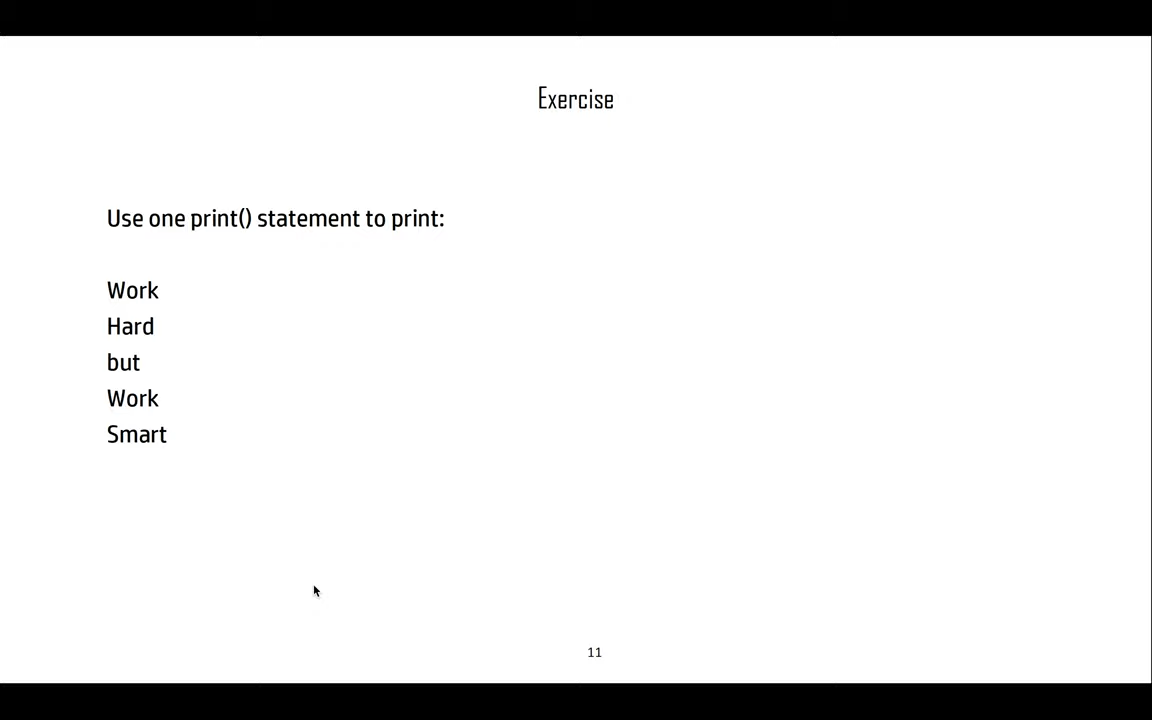 Exercise
Use one print() statement to print:
Work
Hard
but
Work
Smart
11